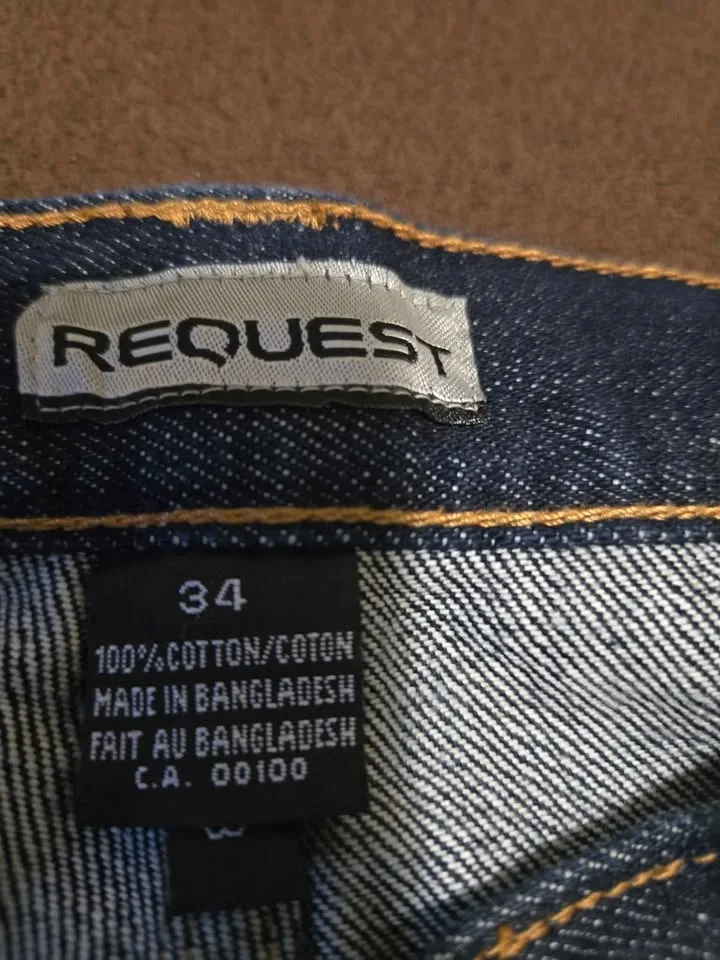 REQUEST
34
100%COTTON/COTON
MADE IN BANGLADESH
FAIT AU BANGLADESH
C.A. 00100